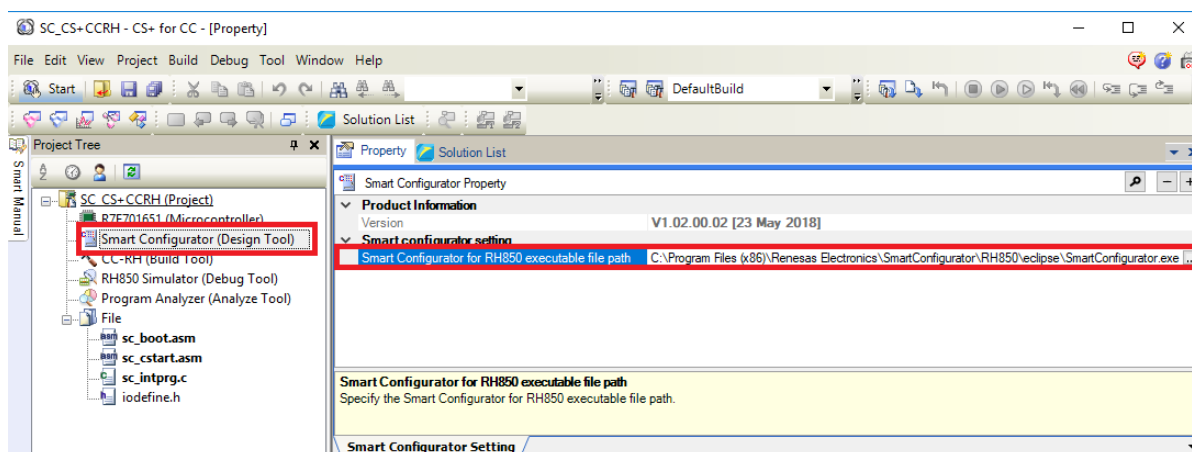 SC_CS+CCRH - CS+ for CC - [Property]
File Edit View Project Build Debug Tool Window Help
Start DefaultBuild
Solution List
Smart Manual
Project Tree
SC_CS+CCRH (Project)
R7F701651 (Microcontroller)
Smart Configurator (Design Tool)
CC-RH (Build Tool)
RH850 Simulator (Debug Tool)
Program Analyzer (Analyze Tool)
File
sc_boot.asm
sc_cstart.asm
sc_intprg.c
iodefine.h
Property Solution List
Smart Configurator Property
Product Information
Version V1.02.00.02 [23 May 2018]
Smart configurator setting
Smart Configurator for RH850 executable file path C:\Program Files (x86)\Renesas Electronics\SmartConfigurator\RH850\eclipse\SmartConfigurator.exe ...
Smart Configurator for RH850 executable file path
Specify the Smart Configurator for RH850 executable file path.
Smart Configurator Setting